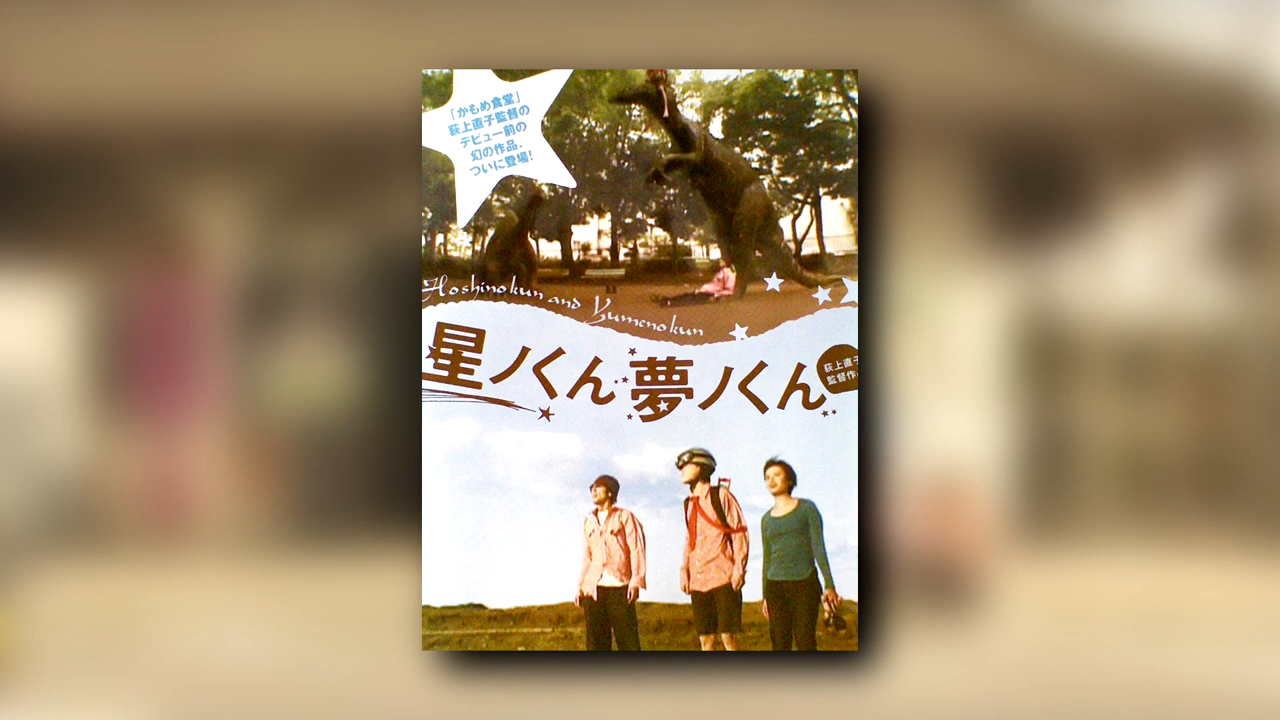 「かもめ食堂」
荻上直子監督の
デビュー前の
幻の作品、
ついに登場!
Hoshinokun and Yumenokun
星ノくん・夢ノくん
荻上直子
監督作